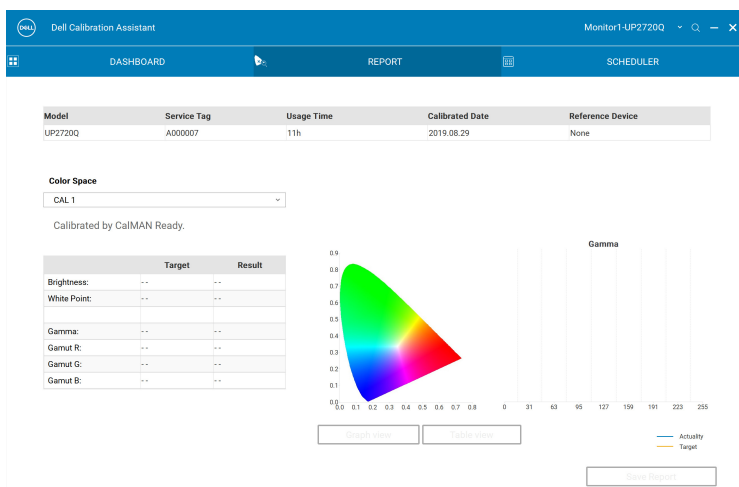 DELL Dell Calibration Assistant Monitor1-UP2720Q
DASHBOARD REPORT SCHEDULER
Model Service Tag Usage Time Calibrated Date Reference Device
UP2720Q A000007 11h 2019.08.29 None
Color Space
CAL 1
Calibrated by CalMAN Ready.
Target Result
Brightness: -- --
White Point: -- --
Gamma: -- --
Gamut R: -- --
Gamut G: -- --
Gamut B: -- --
0.9
0.8
0.7
0.6
0.5
0.4
0.3
0.2
0.1
0.0
0.0 0.1 0.2 0.3 0.4 0.5 0.6 0.7 0.8
Gamma
0 31 63 95 127 159 191 223 255
Graph view Table view
Actuality
Target
Save Report